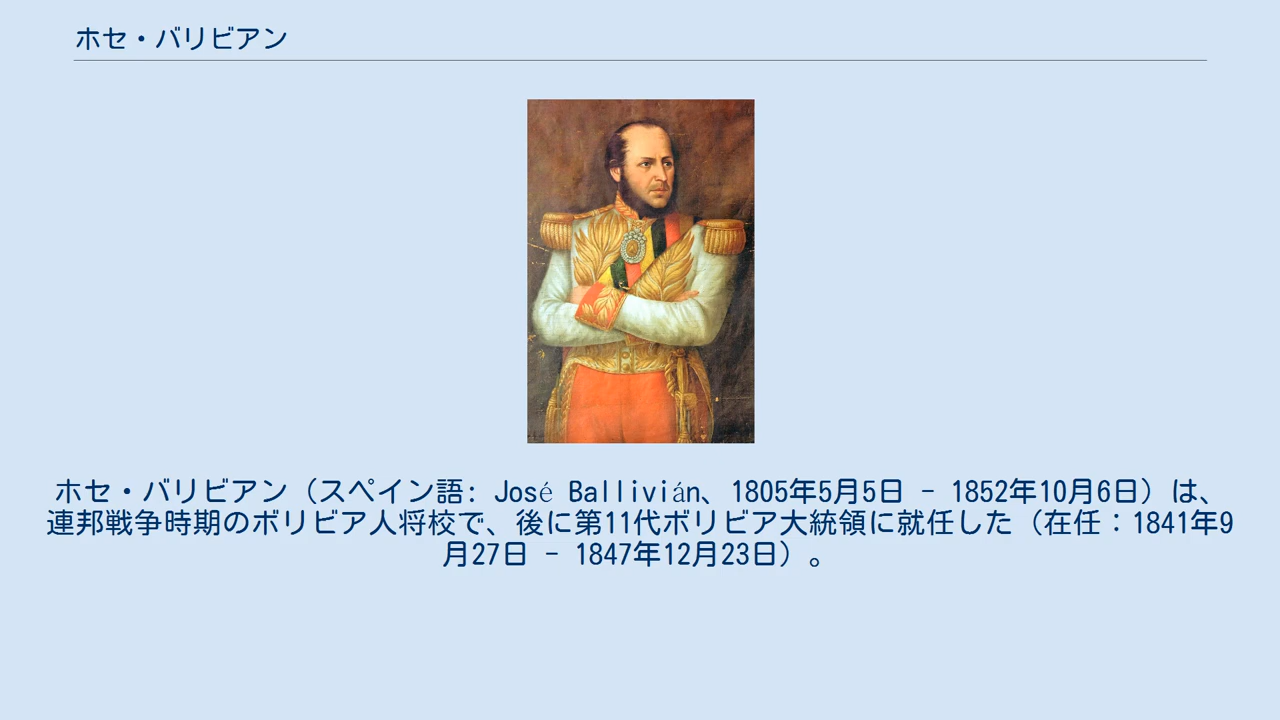 ホセ・バリビアン
ホセ・バリビアン（スペイン語: José Ballivián、1805年5月5日 - 1852年10月6日）は、
連邦戦争時期のボリビア人将校で、後に第11代ボリビア大統領に就任した（在任：1841年9
月27日 - 1847年12月23日）。